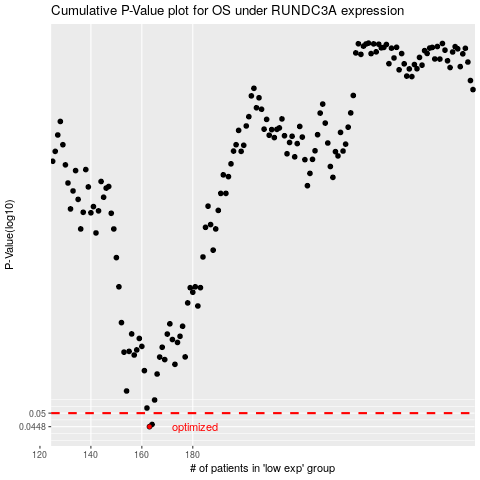 Cumulative P-Value plot for OS under RUNDC3A expression
P-Value(log10)
0.05
0.0448
optimized
120 140 160 180
# of patients in 'low exp' group